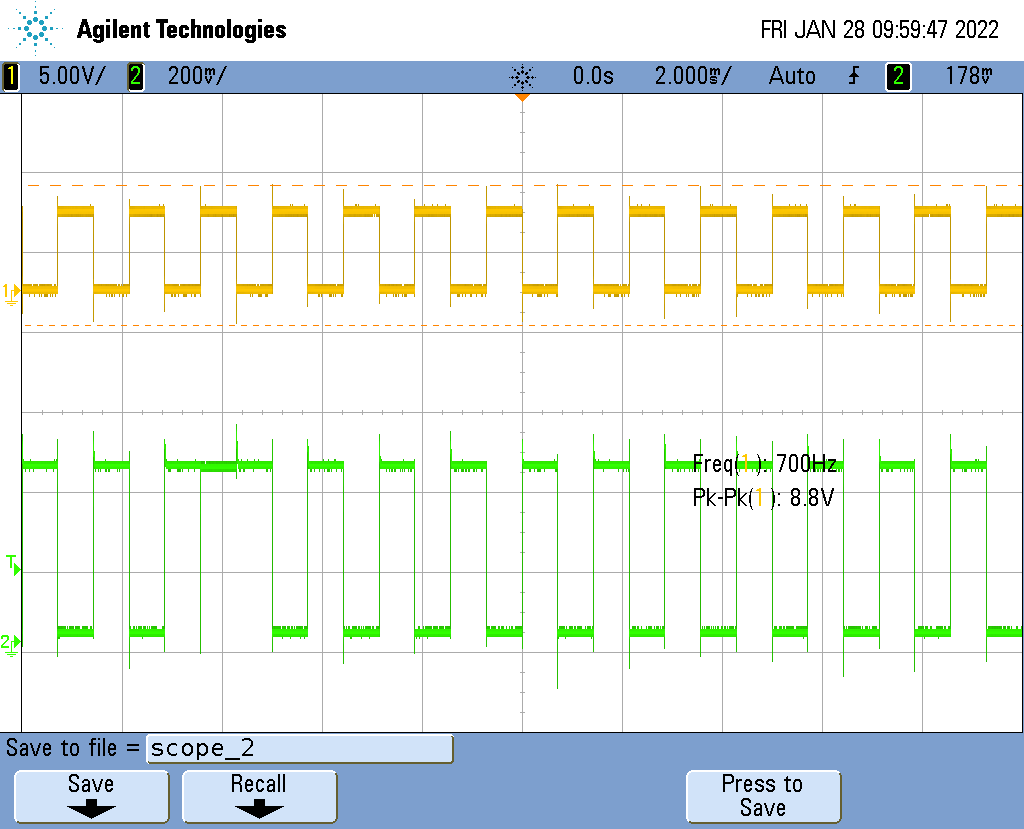 Agilent Technologies
FRI JAN 28 09:59:47 2022
1 5.00V/ 2 200mV/ 0.0s 2.000ms/ Auto 2 178mV
1
Freq(1): 700Hz
Pk-Pk(1): 8.8V
T
2
Save to file = scope_2
Save
Recall
Press to
Save